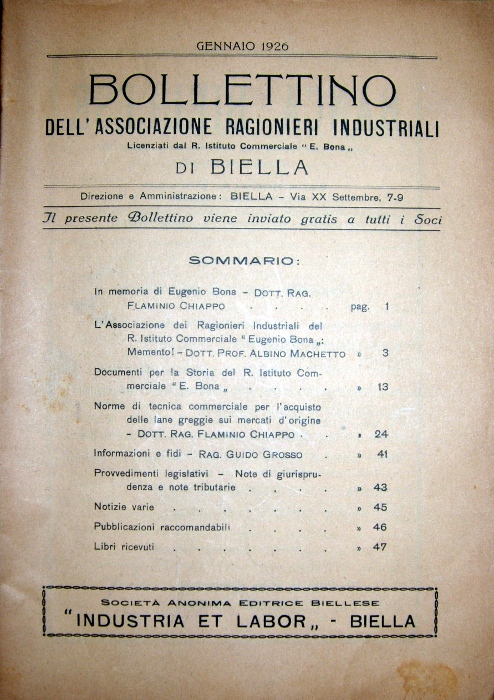 GENNAIO 1926
BOLLETTINO
DELL'ASSOCIAZIONE RAGIONIERI INDUSTRIALI
Licenziati dal R. Istituto Commerciale "E. Bona„
DI BIELLA
Direzione e Amministrazione: BIELLA - Via XX Settembre, 7-9
Il presente Bollettino viene inviato gratis a tutti i Soci
SOMMARIO:
In memoria di Eugenio Bona - DOTT. RAG.
FLAMINIO CHIAPPO . . . . pag. 1
L'Associazione dei Ragionieri Industriali del
R. Istituto Commerciale "Eugenio Bona„:
Memento! - DOTT. PROF. ALBINO MACHETTO » 3
Documenti per la Storia del R. Istituto Com-
merciale "E. Bona„ . . . . . » 13
Norme di tecnica commerciale per l'acquisto
delle lane greggie sui mercati d'origine
- DOTT. RAG. FLAMINIO CHIAPPO . . » 24
Informazioni e fidi - RAG. GUIDO GROSSO . » 41
Provvedimenti legislativi - Note di giurispru-
denza e note tributarie . . . . » 43
Notizie varie . . . . . . . » 45
Pubblicazioni raccomandabili . . . . » 46
Libri ricevuti . . . . . . . » 47
SOCIETÀ ANONIMA EDITRICE BIELLESE
"INDUSTRIA ET LABOR„ - BIELLA